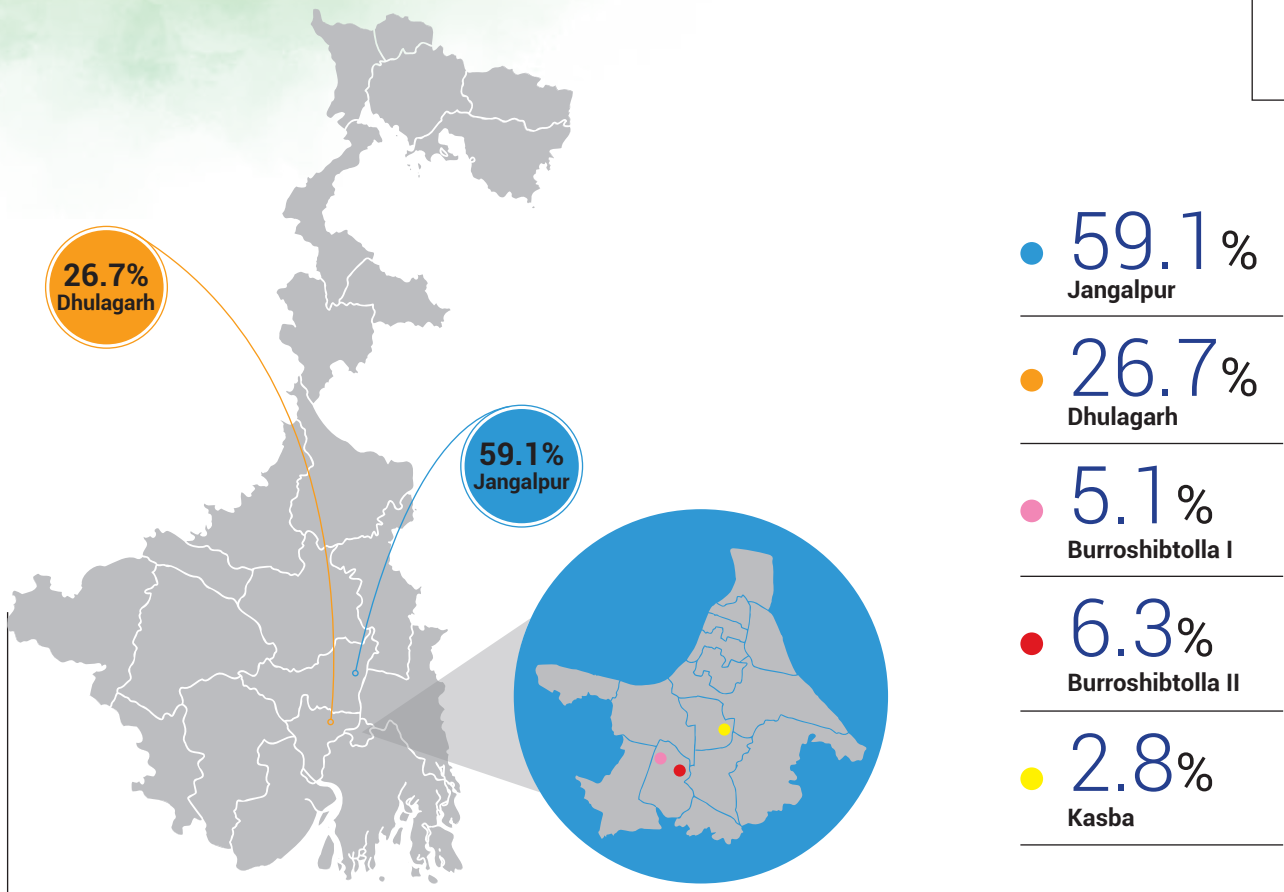 26.7%
Dhulagarh
59.1%
Jangalpur
59.1%
Jangalpur
26.7%
Dhulagarh
5.1%
Burroshibtolla I
6.3%
Burroshibtolla II
2.8%
Kasba